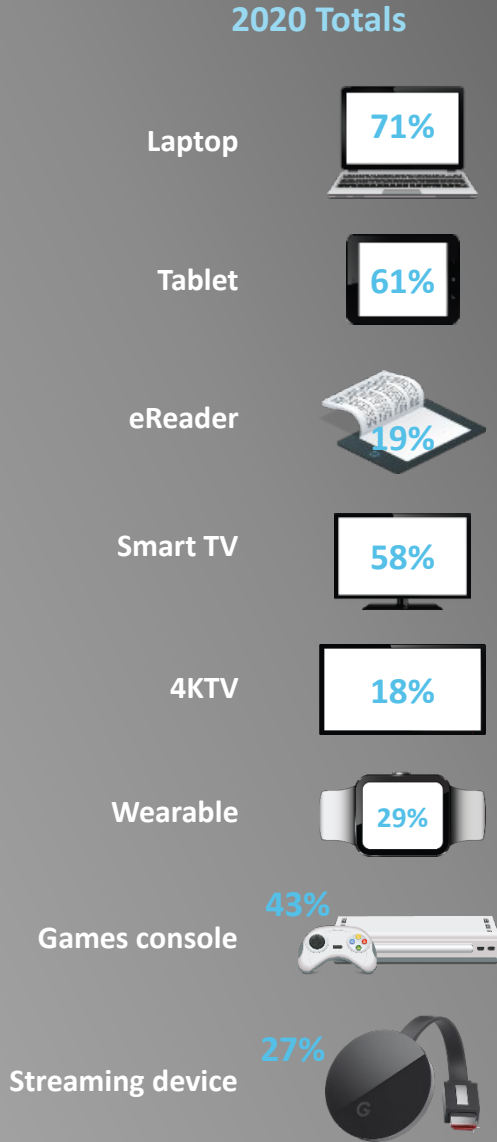 2020 Totals
Laptop
71%
Tablet
61%
eReader
19%
Smart TV
58%
4KTV
18%
Wearable
29%
43%
Games console
27%
Streaming device
G